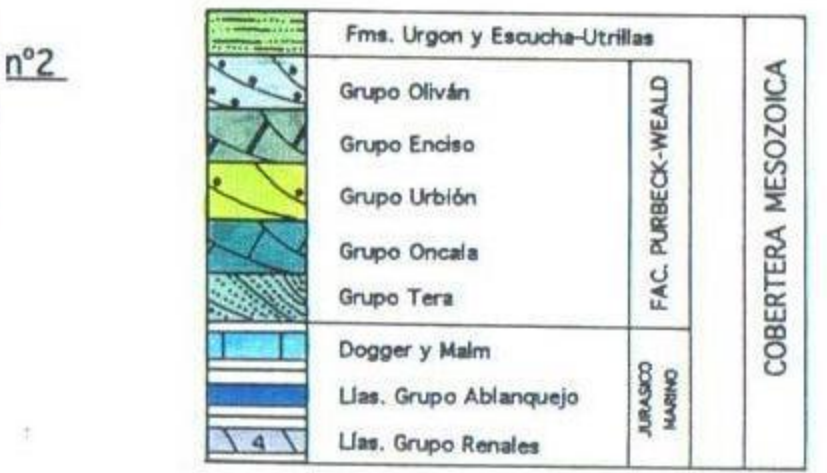 nº2
Fms. Urgon y Escucha-Utrillas
Grupo Oliván
Grupo Enciso
Grupo Urbión
Grupo Oncala
Grupo Tera
Dogger y Malm
Lías. Grupo Ablanquejo
4
Lías. Grupo Renales
FAC. PURBECK-WEALD
JURASICO
MARINO
COBERTERA MESOZOICA